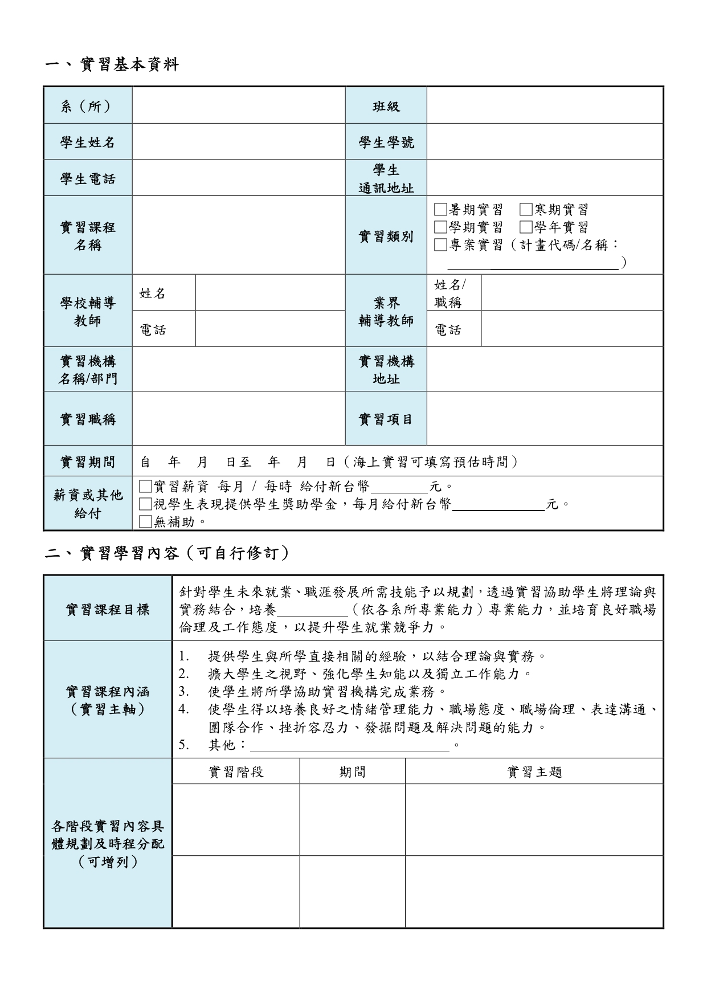 一、實習基本資料
系（所）
班級
學生姓名
學生學號
學生電話
學生
通訊地址
實習課程
名稱
實習類別
□暑期實習 □寒期實習
□學期實習 □學年實習
□專案實習（計畫代碼/名稱：
________________________）
學校輔導
教師
姓名
電話
業界
輔導教師
姓名/
職稱
電話
實習機構
名稱/部門
實習機構
地址
實習職稱
實習項目
實習期間
自 年 月 日至 年 月 日（海上實習可填寫預估時間）
薪資或其他
給付
□實習薪資 每月 / 每時 給付新台幣________元。
□視學生表現提供學生獎助學金，每月給付新台幣_____________元。
□無補助。
二、實習學習內容（可自行修訂）
實習課程目標
針對學生未來就業、職涯發展所需技能予以規劃，透過實習協助學生將理論與
實務結合，培養__________（依各系所專業能力）專業能力，並培育良好職場
倫理及工作態度，以提升學生就業競爭力。
實習課程內涵
（實習主軸）
1. 提供學生與所學直接相關的經驗，以結合理論與實務。
2. 擴大學生之視野、強化學生知能以及獨立工作能力。
3. 使學生將所學協助實習機構完成業務。
4. 使學生得以培養良好之情緒管理能力、職場態度、職場倫理、表達溝通、
團隊合作、挫折容忍力、發掘問題及解決問題的能力。
5. 其他：____________________________。
各階段實習內容具
體規劃及時程分配
（可增列）
實習階段
期間
實習主題